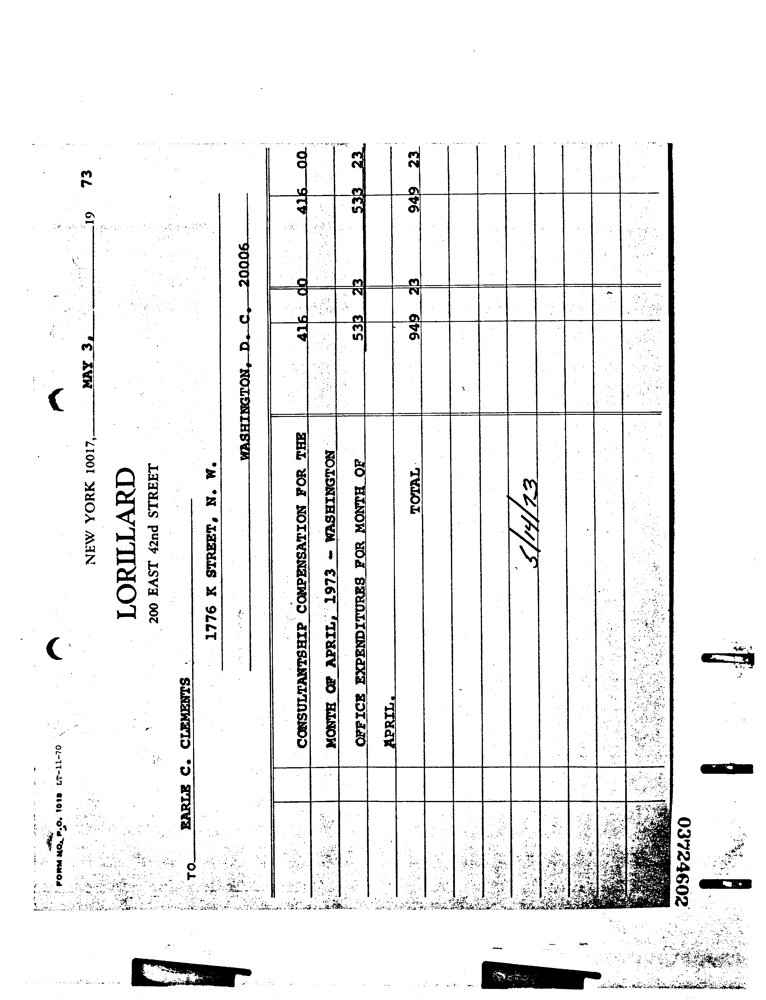 FORM NO. P.O. 1012 LT-11-70
NEW YORK 10017, MAY 3, 19 73
LORILLARD
200 EAST 42nd STREET
TO EARLE C. CLEMENTS
1776 K STREET, N. W.
WASHINGTON, D. C. 20006
CONSULTANTSHIP COMPENSATION FOR THE 416 00 416 00
MONTH OF APRIL, 1973 - WASHINGTON
OFFICE EXPENDITURES FOR MONTH OF 533 23 533 23
APRIL.
TOTAL 949 23 949 23
5/14/73
03724602